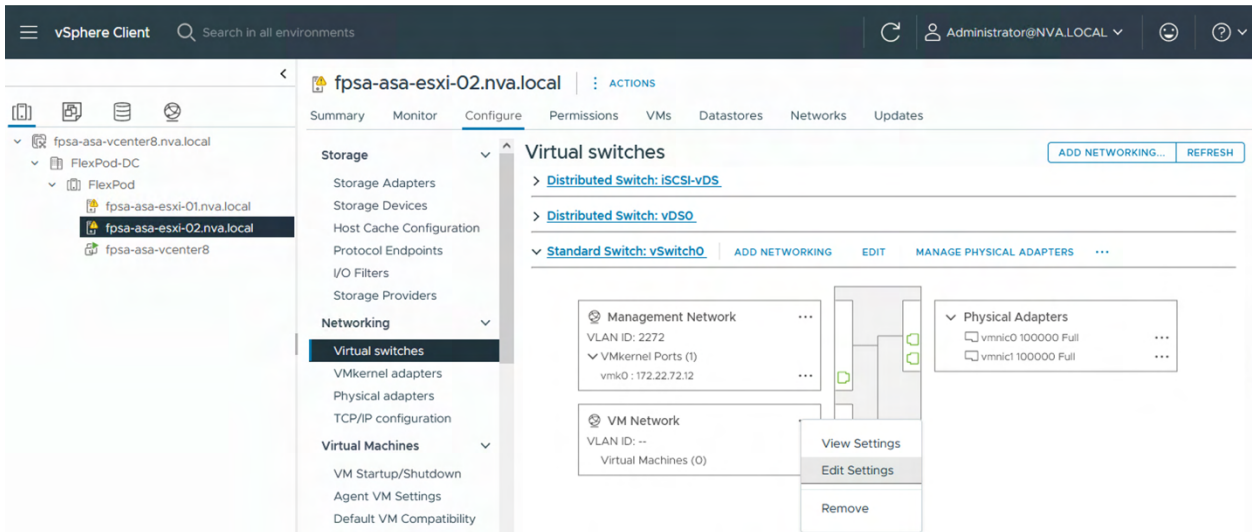 vSphere Client
Search in all environments
Administrator@NVA.LOCAL
fpsa-asa-vcenter8.nva.local
FlexPod-DC
FlexPod
fpsa-asa-esxi-01.nva.local
fpsa-asa-esxi-02.nva.local
fpsa-asa-vcenter8
fpsa-asa-esxi-02.nva.local
ACTIONS
Summary Monitor Configure Permissions VMs Datastores Networks Updates
Storage
Storage Adapters
Storage Devices
Host Cache Configuration
Protocol Endpoints
I/O Filters
Storage Providers
Networking
Virtual switches
VMkernel adapters
Physical adapters
TCP/IP configuration
Virtual Machines
VM Startup/Shutdown
Agent VM Settings
Default VM Compatibility
Virtual switches
ADD NETWORKING... REFRESH
Distributed Switch: iSCSI-vDS
Distributed Switch: vDS0
Standard Switch: vSwitch0 ADD NETWORKING EDIT MANAGE PHYSICAL ADAPTERS ...
Management Network ...
VLAN ID: 2272
VMkernel Ports (1)
vmk0 : 172.22.72.12 ...
VM Network
VLAN ID: --
Virtual Machines (0)
Physical Adapters
vmnic0 100000 Full ...
vmnic1 100000 Full ...
View Settings
Edit Settings
Remove